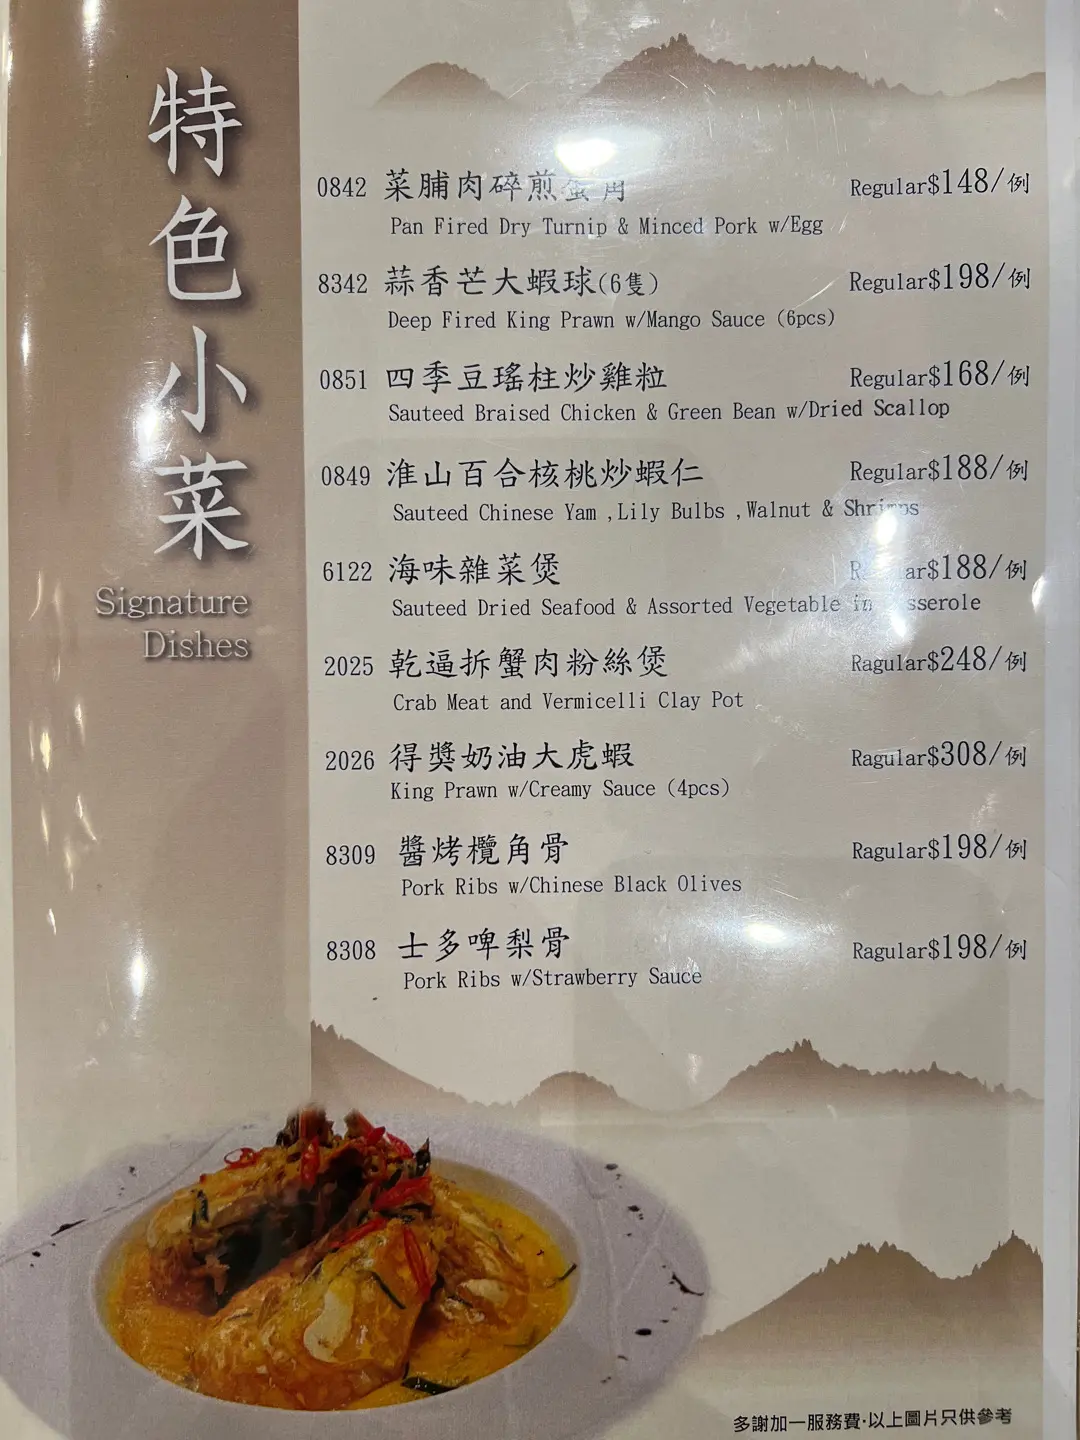 特色小菜
Signature
Dishes
0842 菜脯肉碎煎蛋角 Regular$148/例
Pan Fired Dry Turnip & Minced Pork w/Egg
8342 蒜香芒大蝦球(6隻) Regular$198/例
Deep Fired King Prawn w/Mango Sauce (6pcs)
0851 四季豆瑤柱炒雞粒 Regular$168/例
Sauteed Braised Chicken & Green Bean w/Dried Scallop
0849 淮山百合核桃炒蝦仁 Regular$188/例
Sauteed Chinese Yam ,Lily Bulbs ,Walnut & Shrimps
6122 海味雜菜煲 Regular$188/例
Sauteed Dried Seafood & Assorted Vegetable in Casserole
2025 乾逼拆蟹肉粉絲煲 Ragular$248/例
Crab Meat and Vermicelli Clay Pot
2026 得獎奶油大虎蝦 Ragular$308/例
King Prawn w/Creamy Sauce (4pcs)
8309 醬烤欖角骨 Ragular$198/例
Pork Ribs w/Chinese Black Olives
8308 士多啤梨骨 Ragular$198/例
Pork Ribs w/Strawberry Sauce
多謝加一服務費·以上圖片只供參考